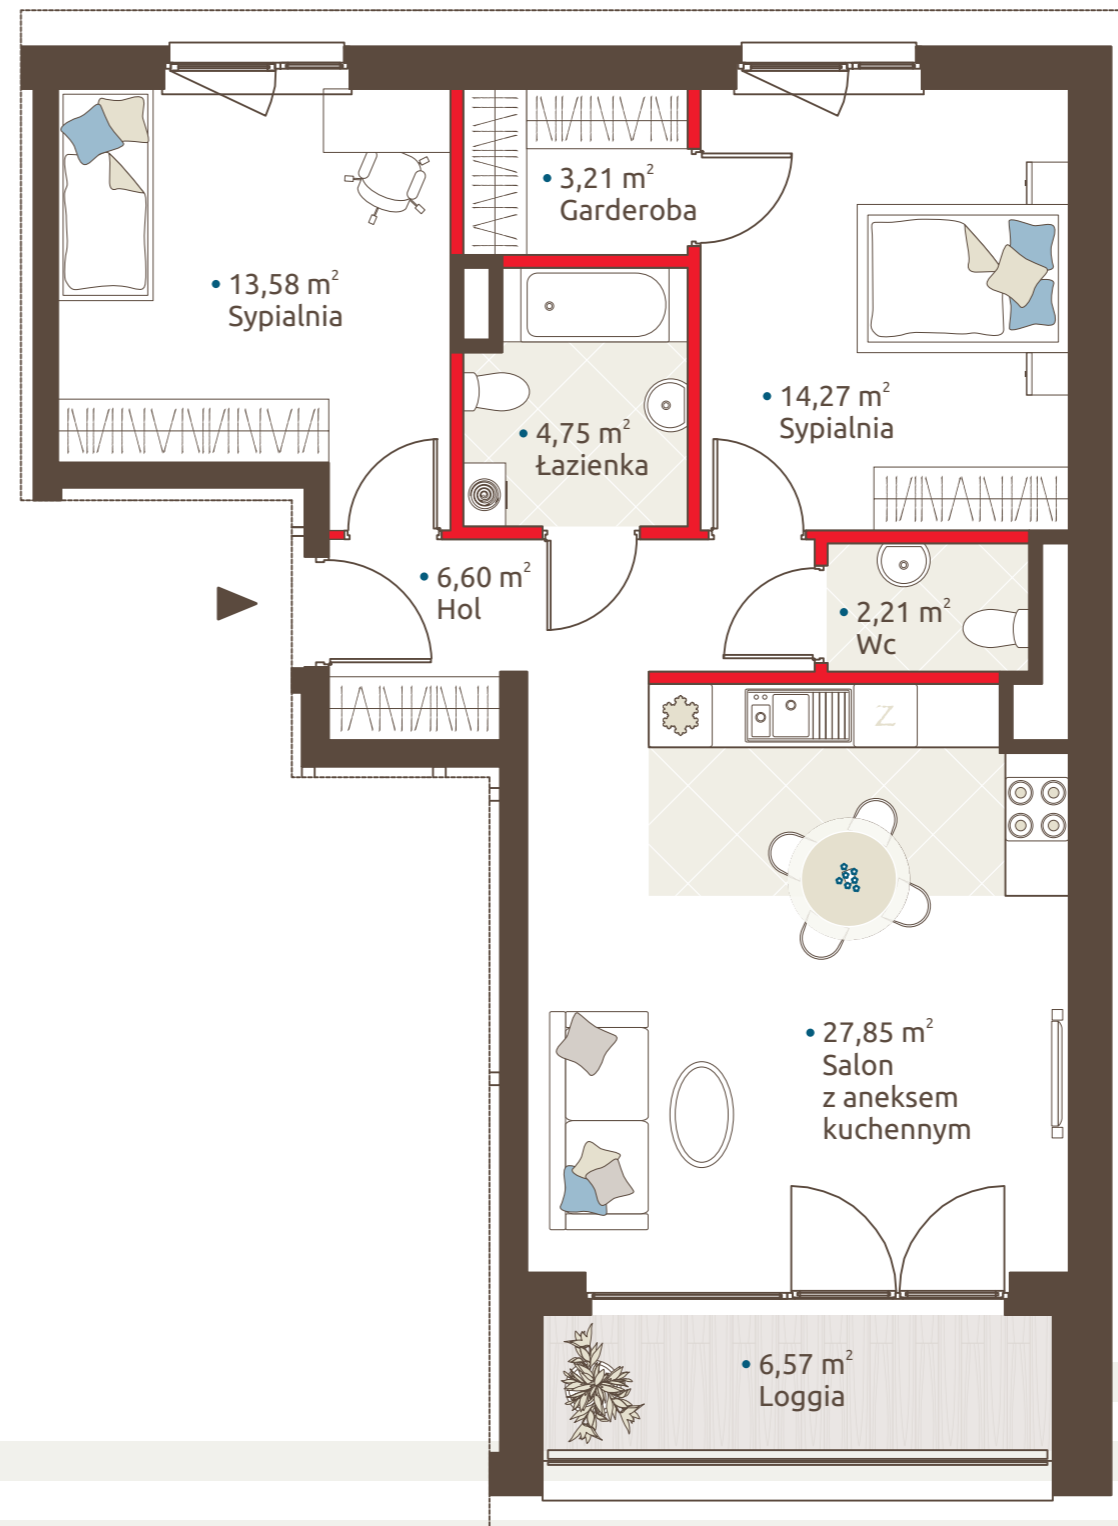 • 3,21 m²
Garderoba
• 13,58 m²
Sypialnia
• 14,27 m²
Sypialnia
• 4,75 m²
Łazienka
• 6,60 m²
Hol
• 2,21 m²
Wc
Z
• 27,85 m²
Salon
z aneksem
kuchennym
• 6,57 m²
Loggia